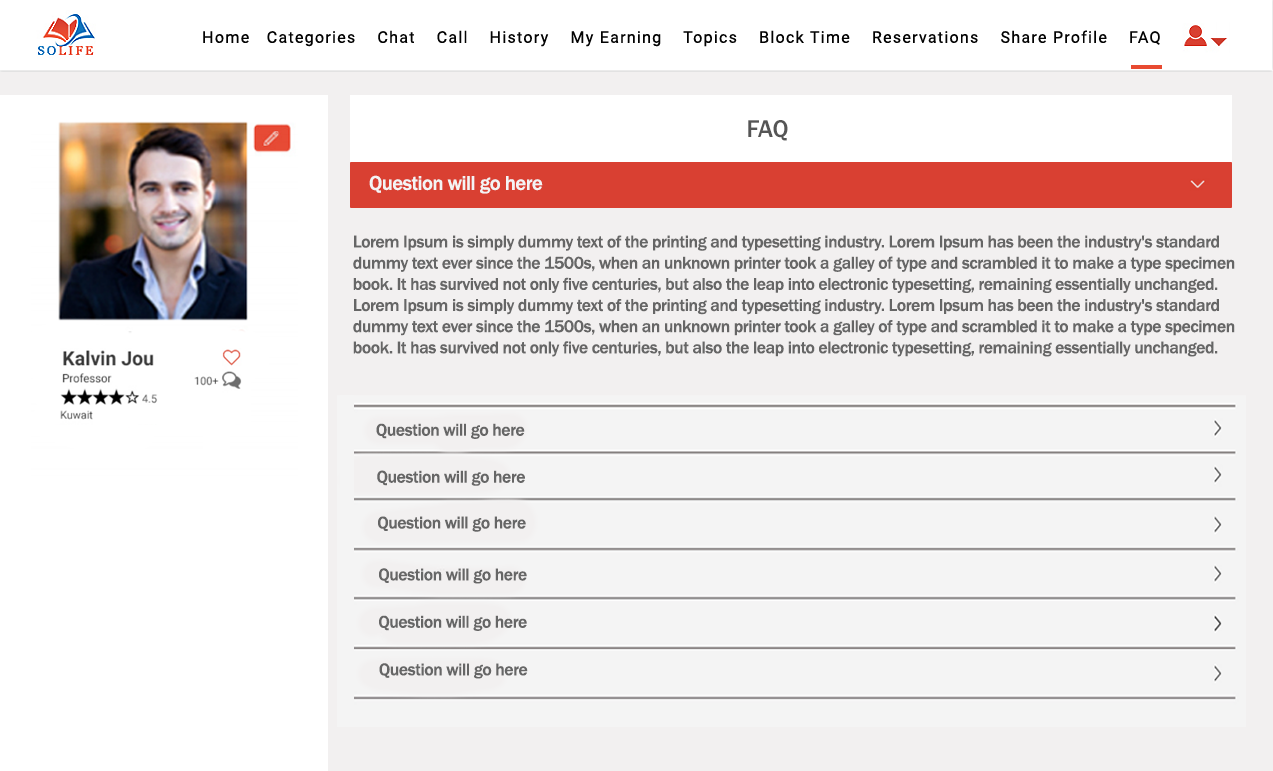 SOLIFE
Home Categories Chat Call History My Earning Topics Block Time Reservations Share Profile FAQ
Kalvin Jou
Professor
100+
4.5
Kuwait
FAQ
Question will go here
Lorem Ipsum is simply dummy text of the printing and typesetting industry. Lorem Ipsum has been the industry's standard
dummy text ever since the 1500s, when an unknown printer took a galley of type and scrambled it to make a type specimen
book. It has survived not only five centuries, but also the leap into electronic typesetting, remaining essentially unchanged.
Lorem Ipsum is simply dummy text of the printing and typesetting industry. Lorem Ipsum has been the industry's standard
dummy text ever since the 1500s, when an unknown printer took a galley of type and scrambled it to make a type specimen
book. It has survived not only five centuries, but also the leap into electronic typesetting, remaining essentially unchanged.
Question will go here
Question will go here
Question will go here
Question will go here
Question will go here
Question will go here